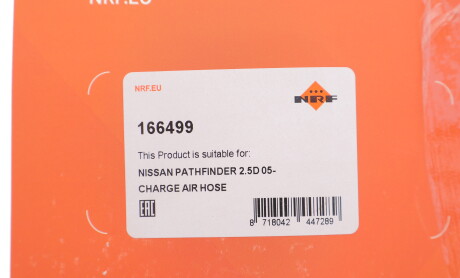 NRF.EU
NRF.EU
NRF
166499
This Product is suitable for:
NISSAN PATHFINDER 2.5D 05-
CHARGE AIR HOSE
EAC
8 718042 447289